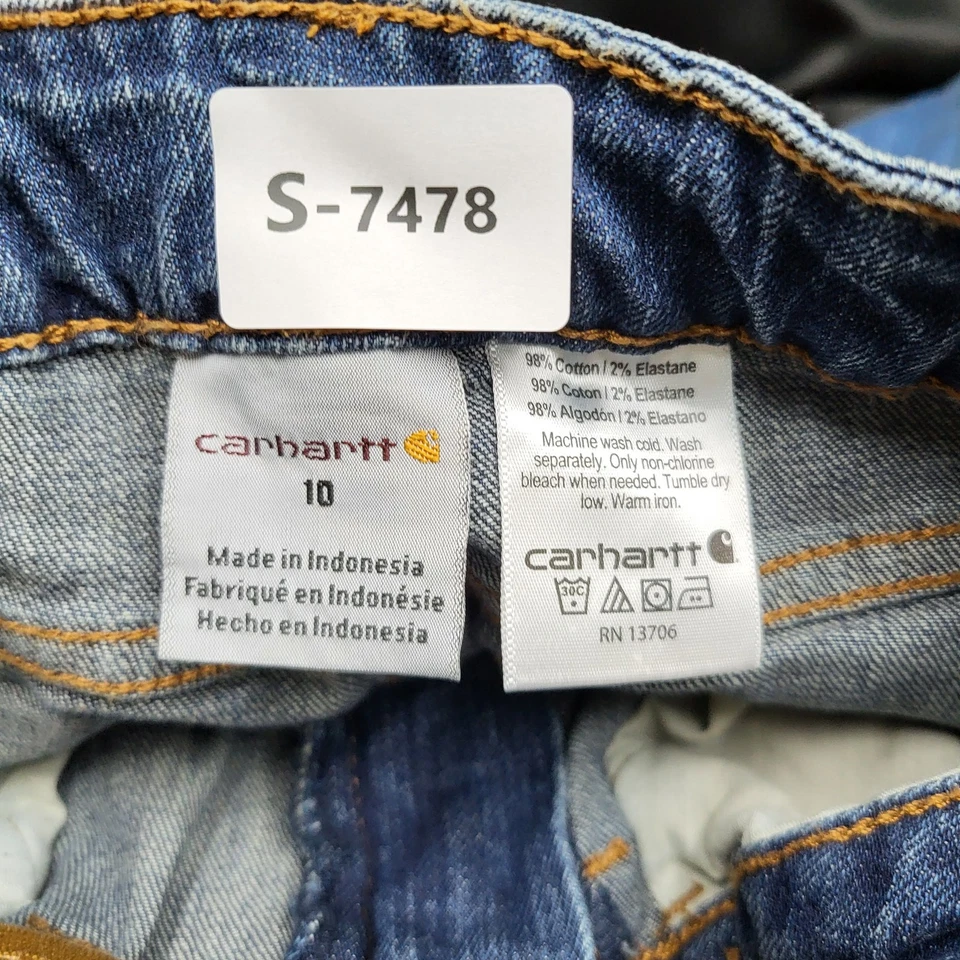 S-7478
carhartt
10
Made in Indonesia
Fabriqué en Indonésie
Hecho en Indonesia
98% Cotton / 2% Elastane
98% Coton / 2% Elastane
98% Algodón / 2% Elastano
Machine wash cold. Wash
separately. Only non-chlorine
bleach when needed. Tumble dry
low. Warm iron.
carhartt
30C
RN 13706